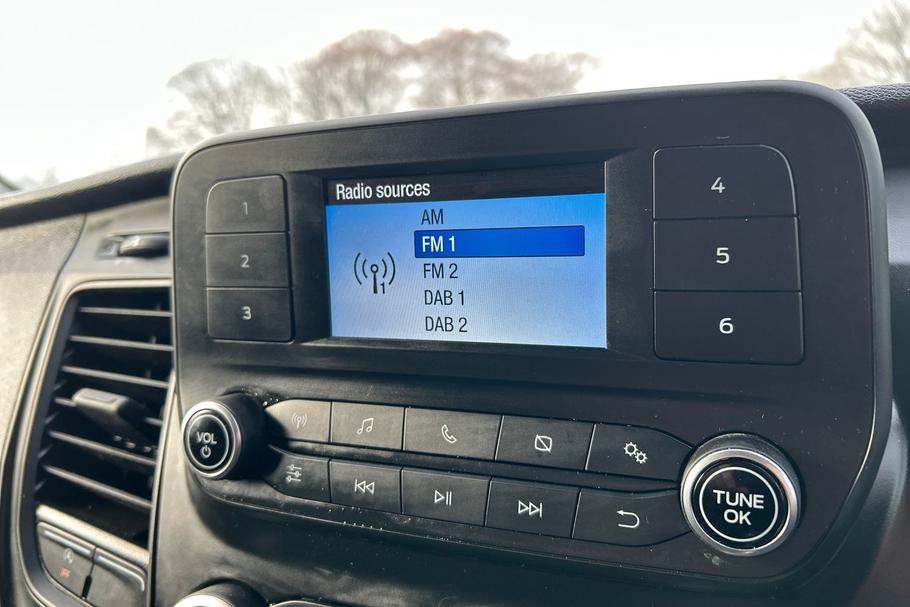 Radio sources
AM
FM 1
FM 2
DAB 1
DAB 2
1
1
2
3
4
5
6
VOL
TUNE
OK